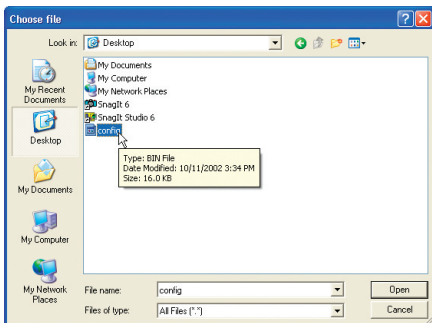 Choose file
Look in: Desktop
My Recent
Documents
Desktop
My Documents
My Computer
My Network
Places
My Documents
My Computer
My Network Places
SnagIt 6
SnagIt Studio 6
config
Type: BIN File
Date Modified: 10/11/2002 3:34 PM
Size: 16.0 KB
File name: config Open
Files of type: All Files (*.*) Cancel